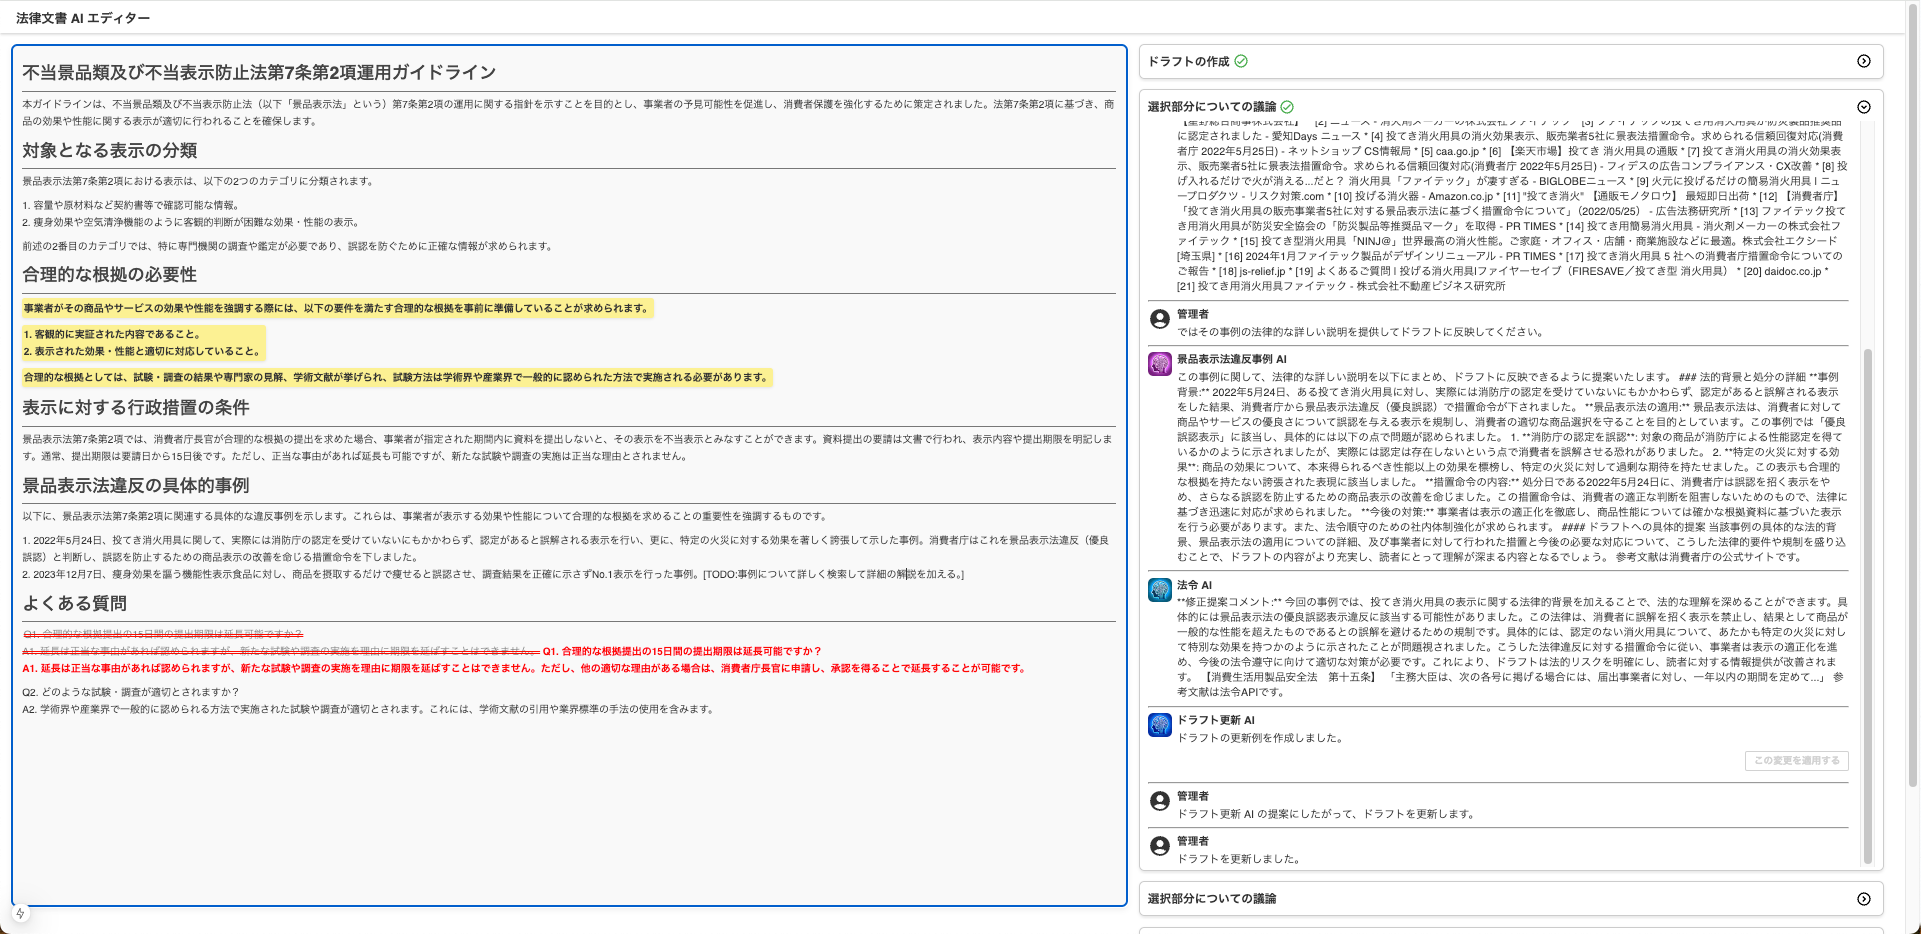 法律文書 AI エディター
不当景品類及び不当表示防止法第7条第2項運用ガイドライン
本ガイドラインは、不当景品類及び不当表示防止法（以下「景品表示法」という）第7条第2項の運用に関する指針を示すことを目的とし、事業者の予見可能性を促進し、消費者保護を強化するために策定されました。法第7条第2項に基づき、商
品の効果や性能に関する表示が適切に行われることを確保します。
対象となる表示の分類
景品表示法第7条第2項における表示は、以下の2つのカテゴリに分類されます。
1. 容量や原材料など契約書等で確認可能な情報。
2. 痩身効果や空気清浄機能のように客観的判断が困難な効果・性能の表示。
前述の2番目のカテゴリでは、特に専門機関の調査や鑑定が必要であり、誤認を防ぐために正確な情報が求められます。
合理的な根拠の必要性
事業者がその商品やサービスの効果や性能を強調する際には、以下の要件を満たす合理的な根拠を事前に準備していることが求められます。
1. 客観的に実証された内容であること。
2. 表示された効果・性能と適切に対応していること。
合理的な根拠としては、試験・調査の結果や専門家の見解、学術文献が挙げられ、試験方法は学術界や産業界で一般的に認められた方法で実施される必要があります。
表示に対する行政措置の条件
景品表示法第7条第2項では、消費者庁長官が合理的な根拠の提出を求めた場合、事業者が指定された期間内に資料を提出しないと、その表示を不当表示とみなすことができます。資料提出の要請は文書で行われ、表示内容や提出期限を明記しま
す。通常、提出期限は要請日から15日後です。ただし、正当な事由があれば延長も可能ですが、新たな試験や調査の実施は正当な理由とされません。
景品表示法違反の具体的事例
以下に、景品表示法第7条第2項に関連する具体的な違反事例を示します。これらは、事業者が表示する効果や性能について合理的な根拠を求めることの重要性を強調するものです。
1. 2022年5月24日、投てき消火用具に関して、実際には消防庁の認定を受けていないにもかかわらず、認定があると誤解される表示を行い、更に、特定の火災に対する効果を著しく誇張して示した事例。消費者庁はこれを景品表示法違反（優良
誤認）と判断し、誤認を防止するための商品表示の改善を命じる措置命令を下しました。
2. 2023年12月7日、痩身効果を謳う機能性表示食品に対し、商品を摂取するだけで痩せると誤認させ、調査結果を正確に示さずNo.1表示を行った事例。[TODO:事例について詳しく検索して詳細の解説を加える。]
よくある質問
Q1. 合理的な根拠提出の15日間の提出期限は延長可能ですか？
A1. 延長は正当な事由があれば認められますが、新たな試験や調査の実施を理由に期限を延ばすことはできません。 Q1. 合理的な根拠提出の15日間の提出期限は延長可能ですか？
A1. 延長は正当な事由があれば認められますが、新たな試験や調査の実施を理由に期限を延ばすことはできません。ただし、他の適切な理由がある場合は、消費者庁長官に申請し、承認を得ることで延長することが可能です。
Q2. どのような試験・調査が適切とされますか？
A2. 学術界や産業界で一般的に認められる方法で実施された試験や調査が適切とされます。これには、学術文献の引用や業界標準の手法の使用を含みます。
ドラフトの作成
選択部分についての議論
【星野総合商事株式会社】 * [2] ニュース - 消火剤メーカーの株式会社ファイテック * [3] ファイテックの投てき用消火用具が防災製品推奨品
に認定されました - 愛知Days ニュース * [4] 投てき消火用具の消火効果表示、販売業者5社に景表法措置命令。求められる信頼回復対応(消費
者庁 2022年5月25日) - ネットショップ CS情報局 * [5] caa.go.jp * [6] 【楽天市場】投てき 消火用具の通販 * [7] 投てき消火用具の消火効果表
示、販売業者5社に景表法措置命令。求められる信頼回復対応(消費者庁 2022年5月25日) - フィデスの広告コンプライアンス・CX改善 * [8] 投
げ入れるだけで火が消える...だと？ 消火用具「ファイテック」が凄すぎる - BIGLOBEニュース * [9] 火元に投げるだけの簡易消火用具 | ニュ
ープロダクツ - リスク対策.com * [10] 投げる消火器 - Amazon.co.jp * [11] "投てき消火" 【通販モノタロウ】 最短即日出荷 * [12] 【消費者庁】
「投てき消火用具の販売事業者5社に対する景品表示法に基づく措置命令について」（2022/05/25） - 広告法務研究所 * [13] ファイテック投て
き用消火用具が防災安全協会の「防災製品等推奨品マーク」を取得 - PR TIMES * [14] 投てき用簡易消火用具 - 消火剤メーカーの株式会社フ
ァイテック * [15] 投てき型消火用具「NINJ@」世界最高の消火性能。ご家庭・オフィス・店舗・商業施設などに最適。株式会社エクシード
[埼玉県] * [16] 2024年1月ファイテック製品がデザインリニューアル - PR TIMES * [17] 投てき消火用具 5 社への消費者庁措置命令についての
ご報告 * [18] js-relief.jp * [19] よくあるご質問 | 投げる消火用具|ファイヤーセイブ（FIRESAVE／投てき型 消火用具） * [20] daidoc.co.jp *
[21] 投てき用消火用具ファイテック - 株式会社不動産ビジネス研究所
管理者
ではその事例の法律的な詳しい説明を提供してドラフトに反映してください。
景品表示法違反事例 AI
この事例に関して、法律的な詳しい説明を以下にまとめ、ドラフトに反映できるように提案いたします。 ### 法的背景と処分の詳細 **事例
背景:** 2022年5月24日、ある投てき消火用具に対し、実際には消防庁の認定を受けていないにもかかわらず、認定があると誤解される表示
をした結果、消費者庁から景品表示法違反（優良誤認）で措置命令が下されました。 **景品表示法の適用:** 景品表示法は、消費者に対して
商品やサービスの優良さについて誤認を与える表示を規制し、消費者の適切な商品選択を守ることを目的としています。この事例では「優良
誤認表示」に該当し、具体的には以下の点で問題が認められました。 1. **消防庁の認定を誤認**: 対象の商品が消防庁による性能認定を得て
いるかのように示されましたが、実際には認定は存在しないという点で消費者を誤解させる恐れがありました。 2. **特定の火災に対する効
果**: 商品の効果について、本来得られるべき性能以上の効果を標榜し、特定の火災に対して過剰な期待を持たせました。この表示も合理的
な根拠を持たない誇張された表現に該当しました。 **措置命令の内容:** 処分日である2022年5月24日に、消費者庁は誤認を招く表示をや
め、さらなる誤認を防止するための商品表示の改善を命じました。この措置命令は、消費者の適正な判断を阻害しないためのもので、法律に
基づき迅速に対応が求められました。 **今後の対策:** 事業者は表示の適正化を徹底し、商品性能については確かな根拠資料に基づいた表示
を行う必要があります。また、法令順守のための社内体制強化が求められます。 #### ドラフトへの具体的提案 当該事例の具体的な法的背
景、景品表示法の適用についての詳細、及び事業者に対して行われた措置と今後の必要な対応について、こうした法律的要件や規制を盛り込
むことで、ドラフトの内容がより充実し、読者にとって理解が深まる内容となるでしょう。 参考文献は消費者庁の公式サイトです。
法令 AI
**修正提案コメント:** 今回の事例では、投てき消火用具の表示に関する法律的背景を加えることで、法的な理解を深めることができます。具
体的には景品表示法の優良誤認表示違反に該当する可能性がありました。この法律は、消費者に誤解を招く表示を禁止し、結果として商品が
一般的な性能を超えたものであるとの誤解を避けるための規制です。具体的には、認定のない消火用具について、あたかも特定の火災に対し
て特別な効果を持つかのように示されたことが問題視されました。こうした法律違反に対する措置命令に従い、事業者は表示の適正化を進
め、今後の法令遵守に向けて適切な対策が必要です。これにより、ドラフトは法的リスクを明確にし、読者に対する情報提供が改善されま
す。 【消費生活用製品安全法　第十五条】 「主務大臣は、次の各号に掲げる場合には、届出事業者に対し、一年以内の期間を定めて...」 参
考文献は法令APIです。
ドラフト更新 AI
ドラフトの更新例を作成しました。
この変更を適用する
管理者
ドラフト更新 AI の提案にしたがって、ドラフトを更新します。
管理者
ドラフトを更新しました。
選択部分についての議論